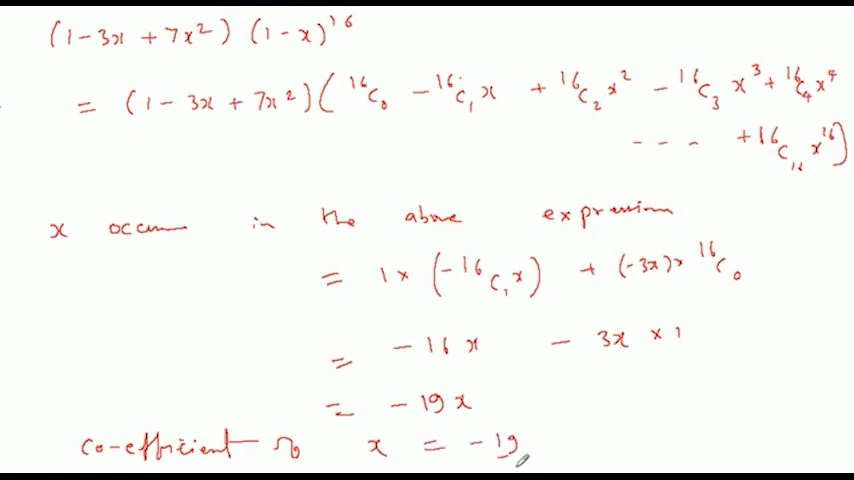 (1 - 3x + 7x²) (1 - x)¹⁶
= (1 - 3x + 7x²) (¹⁶C₀ - ¹⁶C₁x + ¹⁶C₂x² - ¹⁶C₃x³ + ¹⁶C₄x⁴
- - - + ¹⁶C₁₆x¹⁶)
x occurs in the above expression
= 1 × (-¹⁶C₁x) + (-3x) × ¹⁶C₀
= - 16x - 3x × 1
= - 19x
co-efficient of x = - 19